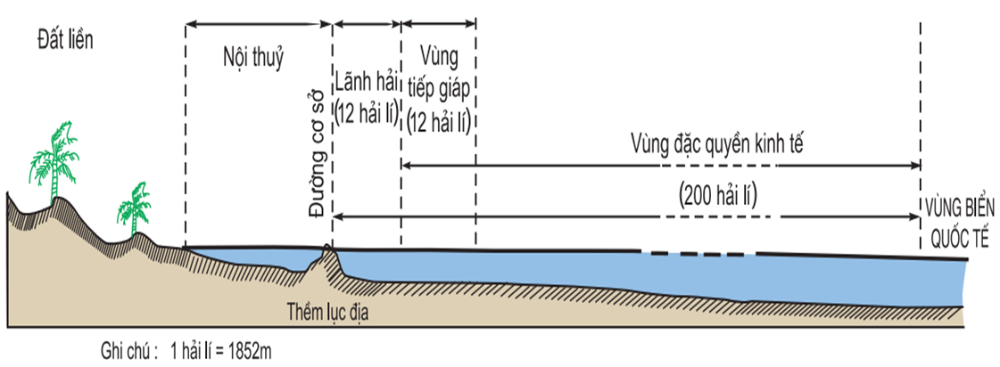 Đất liền
Nội thuỷ
Đường cơ sở
Lãnh hải
(12 hải lí)
Vùng
tiếp giáp
(12 hải lí)
Vùng đặc quyền kinh tế
(200 hải lí)
VÙNG BIỂN
QUỐC TẾ
Thềm lục địa
Ghi chú : 1 hải lí = 1852m